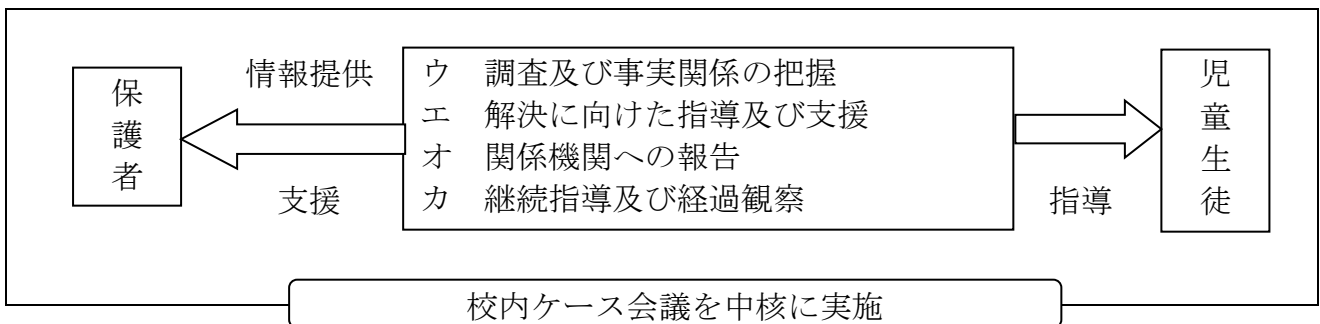 保護者
情報提供
支援
ウ 調査及び事実関係の把握
エ 解決に向けた指導及び支援
オ 関係機関への報告
カ 継続指導及び経過観察
指導
児童生徒
校内ケース会議を中核に実施